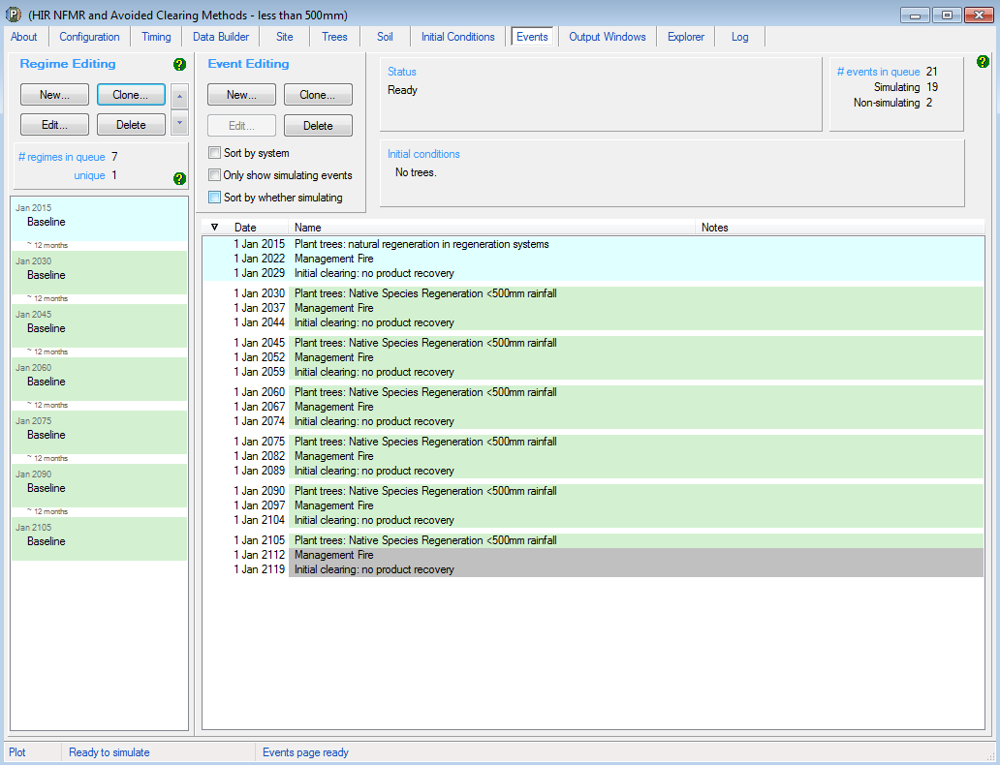 (HIR NFMR and Avoided Clearing Methods - less than 500mm)
About Configuration Timing Data Builder Site Trees Soil Initial Conditions Events Output Windows Explorer Log
Regime Editing ?
New... Clone...
Edit... Delete
# regimes in queue 7
unique 1 ?
Jan 2015
Baseline
~ 12 months
Jan 2030
Baseline
~ 12 months
Jan 2045
Baseline
~ 12 months
Jan 2060
Baseline
~ 12 months
Jan 2075
Baseline
~ 12 months
Jan 2090
Baseline
~ 12 months
Jan 2105
Baseline
Event Editing
New... Clone...
Edit... Delete
Sort by system
Only show simulating events
Sort by whether simulating
Status
Ready
# events in queue 21
Simulating 19
Non-simulating 2
?
Initial conditions
No trees.
Date Name Notes
1 Jan 2015 Plant trees: natural regeneration in regeneration systems
1 Jan 2022 Management Fire
1 Jan 2029 Initial clearing: no product recovery
1 Jan 2030 Plant trees: Native Species Regeneration <500mm rainfall
1 Jan 2037 Management Fire
1 Jan 2044 Initial clearing: no product recovery
1 Jan 2045 Plant trees: Native Species Regeneration <500mm rainfall
1 Jan 2052 Management Fire
1 Jan 2059 Initial clearing: no product recovery
1 Jan 2060 Plant trees: Native Species Regeneration <500mm rainfall
1 Jan 2067 Management Fire
1 Jan 2074 Initial clearing: no product recovery
1 Jan 2075 Plant trees: Native Species Regeneration <500mm rainfall
1 Jan 2082 Management Fire
1 Jan 2089 Initial clearing: no product recovery
1 Jan 2090 Plant trees: Native Species Regeneration <500mm rainfall
1 Jan 2097 Management Fire
1 Jan 2104 Initial clearing: no product recovery
1 Jan 2105 Plant trees: Native Species Regeneration <500mm rainfall
1 Jan 2112 Management Fire
1 Jan 2119 Initial clearing: no product recovery
Plot Ready to simulate Events page ready